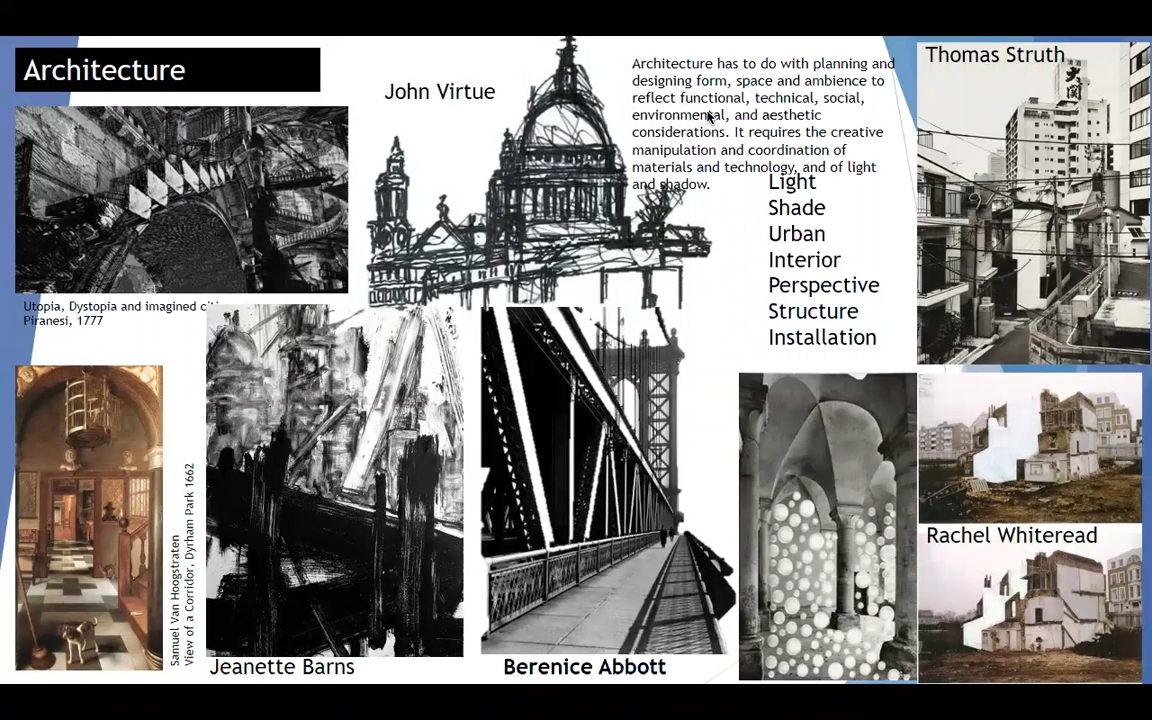 Architecture
John Virtue
Architecture has to do with planning and
designing form, space and ambience to
reflect functional, technical, social,
environmental, and aesthetic
considerations. It requires the creative
manipulation and coordination of
materials and technology, and of light
and shadow.
Thomas Struth
大
関
Light
Shade
Urban
Interior
Perspective
Structure
Installation
Utopia, Dystopia and imagined
Piranesi, 1777
Samuel Van Hoogstraten
View of a Corridor, Dyrham Park 1662
Jeanette Barns
Berenice Abbott
Rachel Whiteread